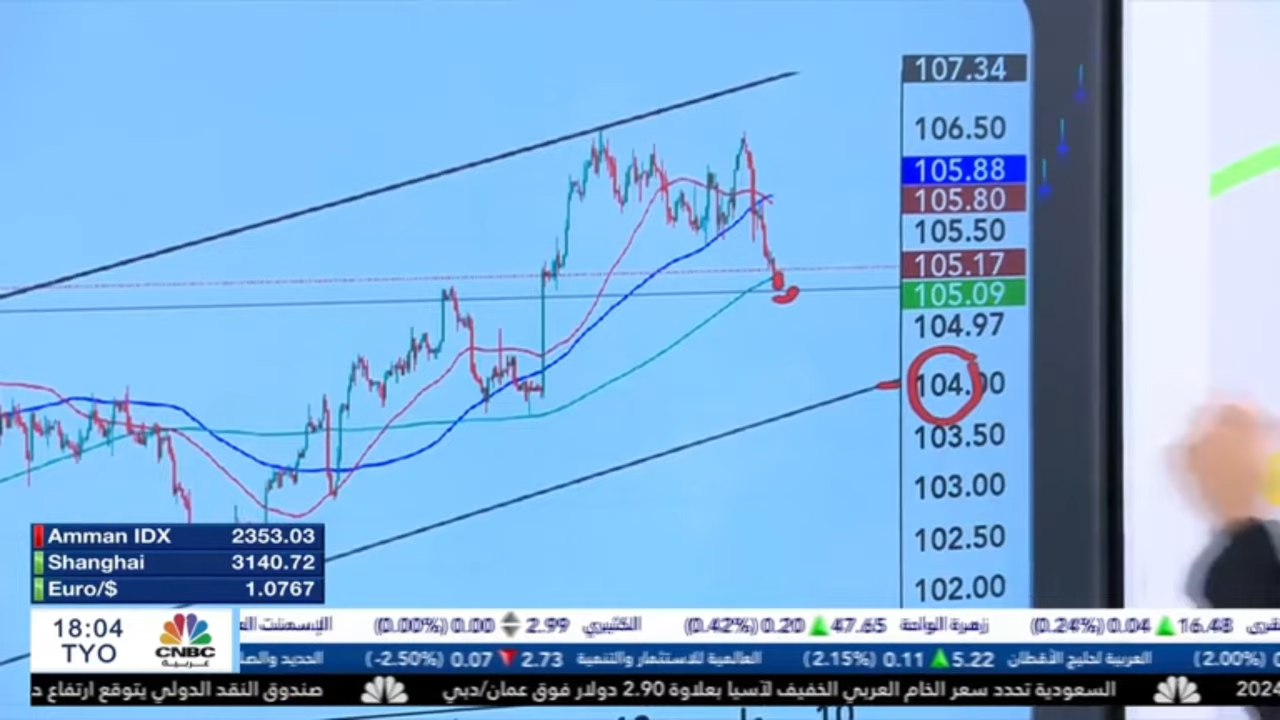 107.34
106.50
105.88
105.80
105.50
105.17
105.09
104.97
104.00
103.50
103.00
102.50
102.00
Amman IDX 2353.03
Shanghai 3140.72
Euro/$ 1.0767
18:04
TYO
CNBC
عربية
(0.24%) 0.04 16.48 زهرة الواحة (0.42%) 0.20 47.65 الكثيري (0.00%) 0.00 2.99 الإسمنت
(2.00%) العربية لخليج الأقطان (2.15%) 0.11 5.22 العالمية للاستثمار والتنمية (-2.50%) 0.07 2.73 الحديد
2024 السعودية تحدد سعر الخام العربي الخفيف لآسيا بعلاوة 2.90 دولار فوق عمان/دبي صندوق النقد الدولي يتوقع ارتفاع